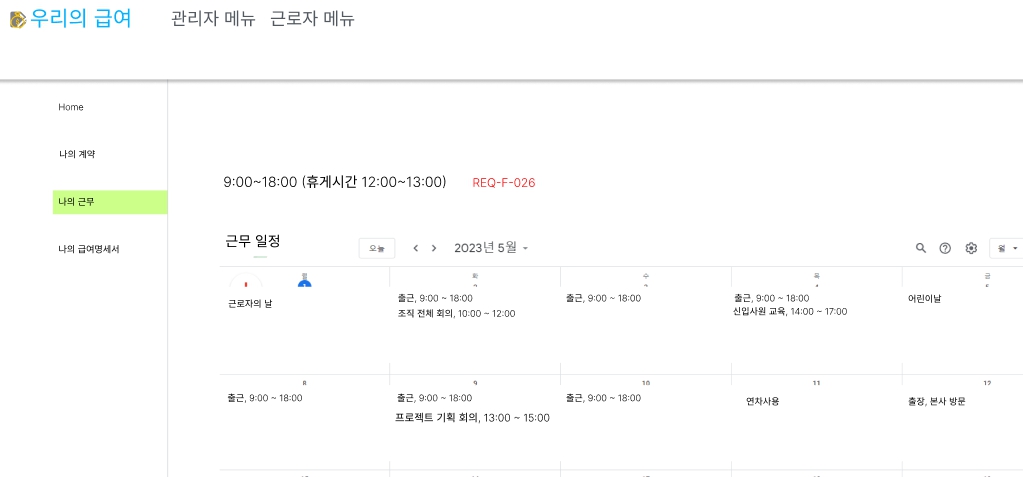 우리의 급여
관리자 메뉴 근로자 메뉴
Home
나의 계약
나의 근무
나의 급여명세서
9:00~18:00 (휴게시간 12:00~13:00) REQ-F-026
근무 일정
오늘
2023년 5월
월
월 화 수 목 금
근로자의 날
출근, 9:00 ~ 18:00
조직 전체 회의, 10:00 ~ 12:00
출근, 9:00 ~ 18:00
출근, 9:00 ~ 18:00
신입사원 교육, 14:00 ~ 17:00
어린이날
8 9 10 11 12
출근, 9:00 ~ 18:00
출근, 9:00 ~ 18:00
프로젝트 기획 회의, 13:00 ~ 15:00
출근, 9:00 ~ 18:00
연차사용
출장, 본사 방문